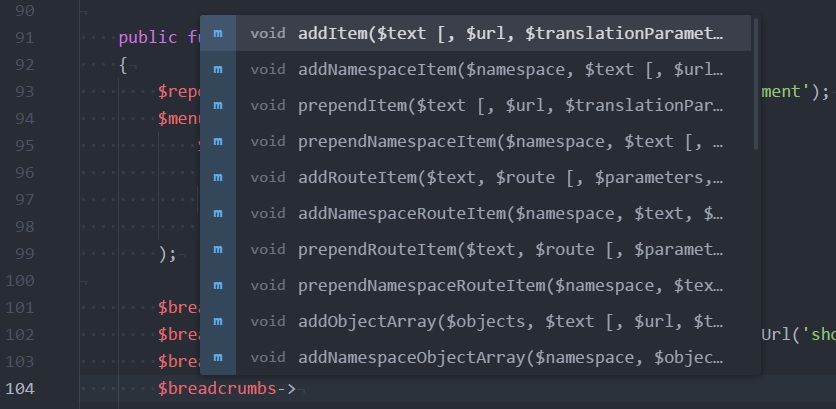 90
91 public fu
92 {
m void addItem($text [, $url, $translationParamet…
m void addNamespaceItem($namespace, $text [, $url…
93 $repo ment');
m void prependItem($text [, $url, $translationPar…
94 $menu
m void prependNamespaceItem($namespace, $text [, …
95 $
96
m void addRouteItem($text, $route [, $parameters,…
97
m void addNamespaceRouteItem($namespace, $text, $…
98
m void prependRouteItem($text, $route [, $paramet…
99 );
100
m void prependNamespaceRouteItem($namespace, $tex…
101 $brea
m void addObjectArray($objects, $text [, $url, $t…
102 $brea Url('sho
103 $brea
m void addNamespaceObjectArray($namespace, $objec…
104 $breadcrumbs->